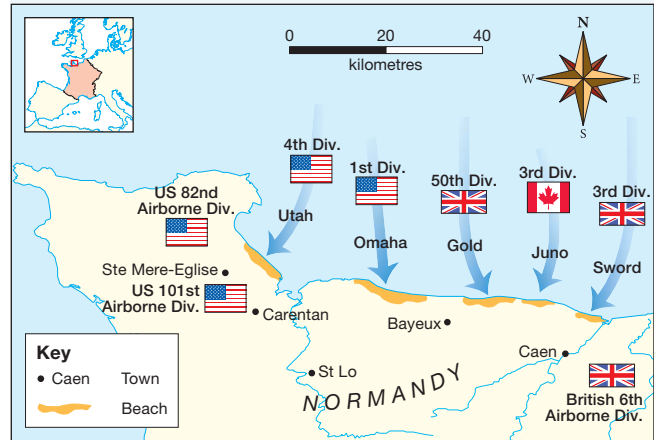 0 20 40
kilometres
N
W E
S
4th Div.
1st Div.
50th Div.
3rd Div.
3rd Div.
US 82nd
Airborne Div.
Utah
Omaha
Gold
Juno
Sword
Ste Mere-Eglise
US 101st
Airborne Div.
Carentan
Bayeux
Caen
St Lo
NORMANDY
British 6th
Airborne Div.
Key
Caen Town
Beach